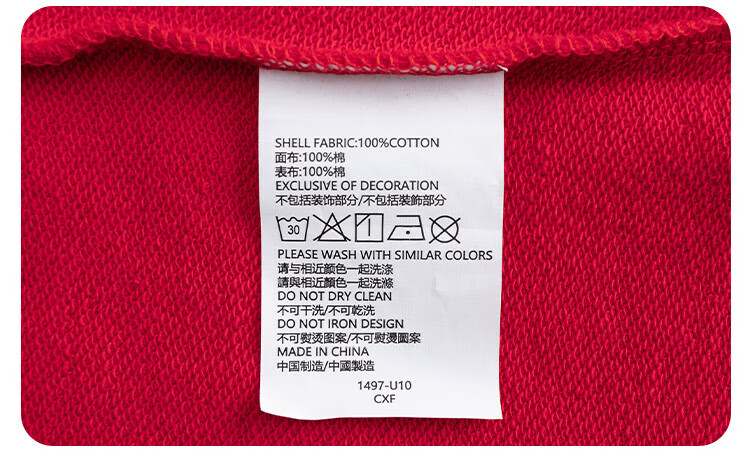 SHELL FABRIC:100%COTTON
面布:100%棉
表布:100%棉
EXCLUSIVE OF DECORATION
不包括装饰部分/不包括裝飾部分
30
PLEASE WASH WITH SIMILAR COLORS
请与相近颜色一起洗涤
請與相近顏色一起洗滌
DO NOT DRY CLEAN
不可干洗/不可乾洗
DO NOT IRON DESIGN
不可熨烫图案/不可熨燙圖案
MADE IN CHINA
中国制造/中國製造
1497-U10
CXF